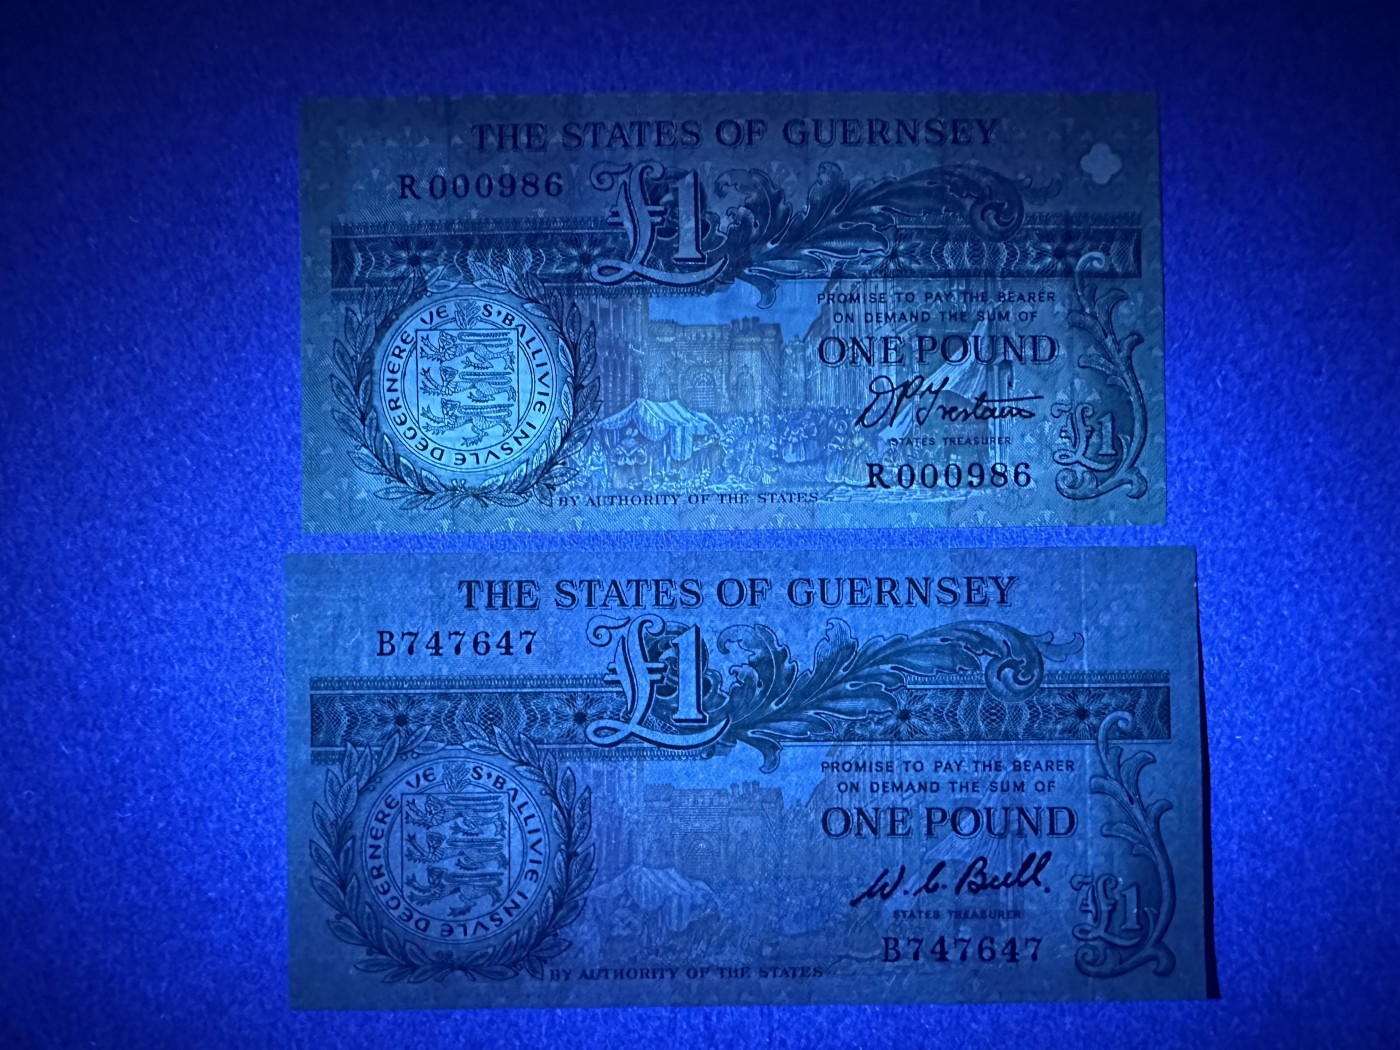 THE STATES OF GUERNSEY
R000986
£1
PROMISE TO PAY THE BEARER
ON DEMAND THE SUM OF
ONE POUND
S'BALLIVIE INSVLE DEGERNERE VE
D P Trestain
STATES TREASURER
£1
R000986
BY AUTHORITY OF THE STATES
THE STATES OF GUERNSEY
B747647
£1
PROMISE TO PAY THE BEARER
ON DEMAND THE SUM OF
ONE POUND
S'BALLIVIE INSVLE DEGERNERE VE
W. C. Bull.
STATES TREASURER
£1
B747647
BY AUTHORITY OF THE STATES